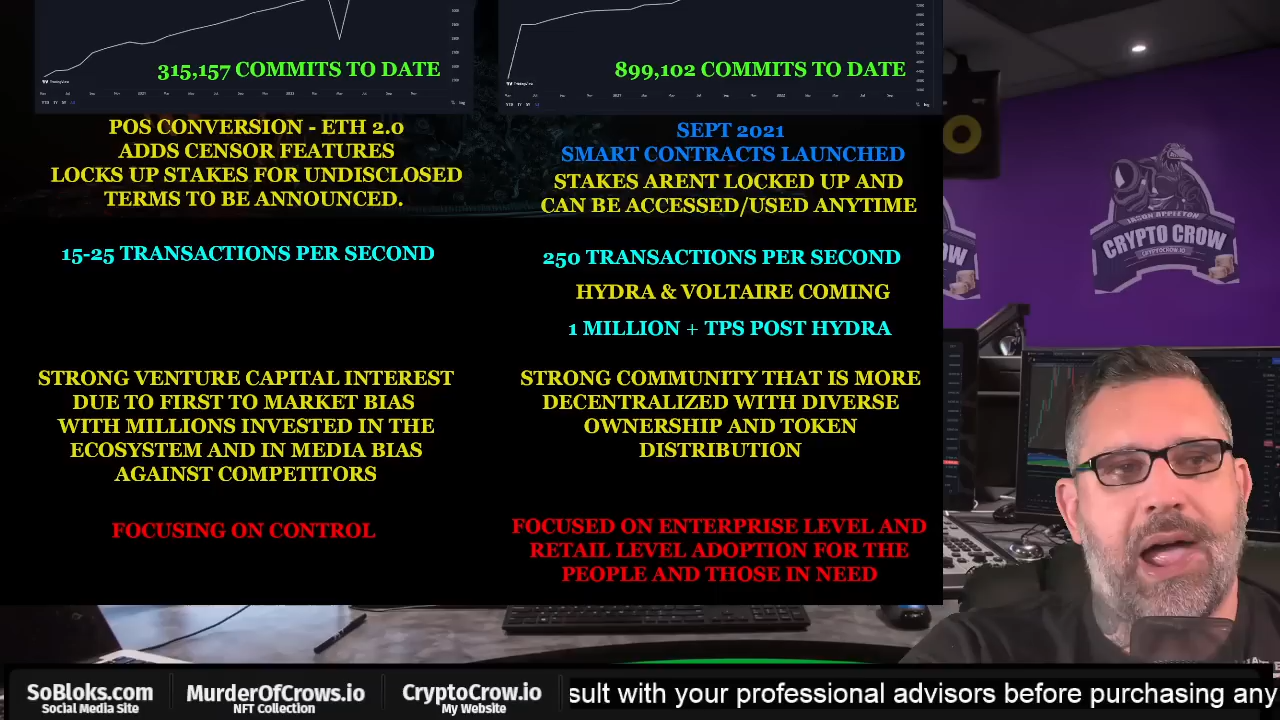 315,157 COMMITS TO DATE
899,102 COMMITS TO DATE
POS CONVERSION - ETH 2.0
ADDS CENSOR FEATURES
LOCKS UP STAKES FOR UNDISCLOSED
TERMS TO BE ANNOUNCED.
SEPT 2021
SMART CONTRACTS LAUNCHED
STAKES ARENT LOCKED UP AND
CAN BE ACCESSED/USED ANYTIME
15-25 TRANSACTIONS PER SECOND
250 TRANSACTIONS PER SECOND
HYDRA & VOLTAIRE COMING
1 MILLION + TPS POST HYDRA
STRONG VENTURE CAPITAL INTEREST
DUE TO FIRST TO MARKET BIAS
WITH MILLIONS INVESTED IN THE
ECOSYSTEM AND IN MEDIA BIAS
AGAINST COMPETITORS
STRONG COMMUNITY THAT IS MORE
DECENTRALIZED WITH DIVERSE
OWNERSHIP AND TOKEN
DISTRIBUTION
FOCUSING ON CONTROL
FOCUSED ON ENTERPRISE LEVEL AND
RETAIL LEVEL ADOPTION FOR THE
PEOPLE AND THOSE IN NEED
JASON APPLETON
CRYPTO CROW
CRYPTOCROW.IO
SoBloks.com
Social Media Site
MurderOfCrows.io
NFT Collection
CryptoCrow.io
My Website
sult with your professional advisors before purchasing any